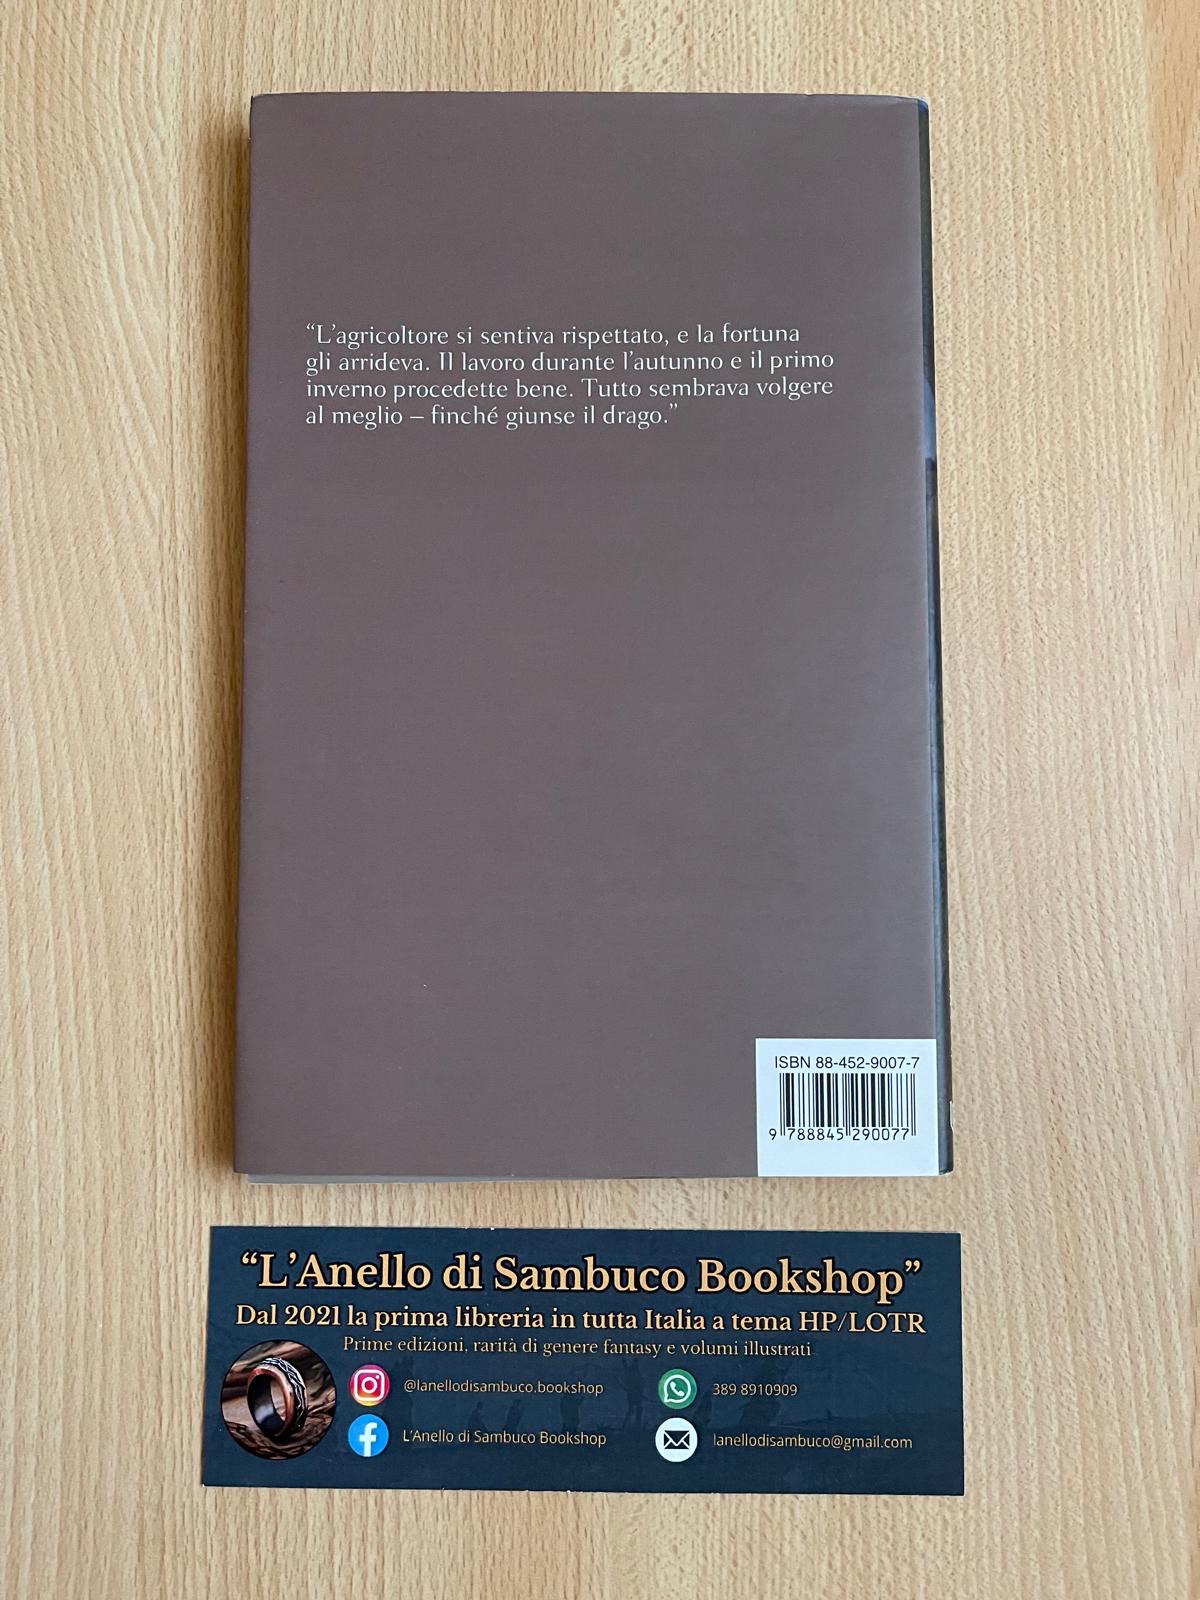 “L’agricoltore si sentiva rispettato, e la fortuna
gli arrideva. Il lavoro durante l’autunno e il primo
inverno procedette bene. Tutto sembrava volgere
al meglio – finché giunse il drago.”
ISBN 88-452-9007-7
9 788845 290077
“L’Anello di Sambuco Bookshop”
Dal 2021 la prima libreria in tutta Italia a tema HP/LOTR
Prime edizioni, rarità di genere fantasy e volumi illustrati
@lanellodisambuco.bookshop
389 8910909
L’Anello di Sambuco Bookshop
lanellodisambuco@gmail.com